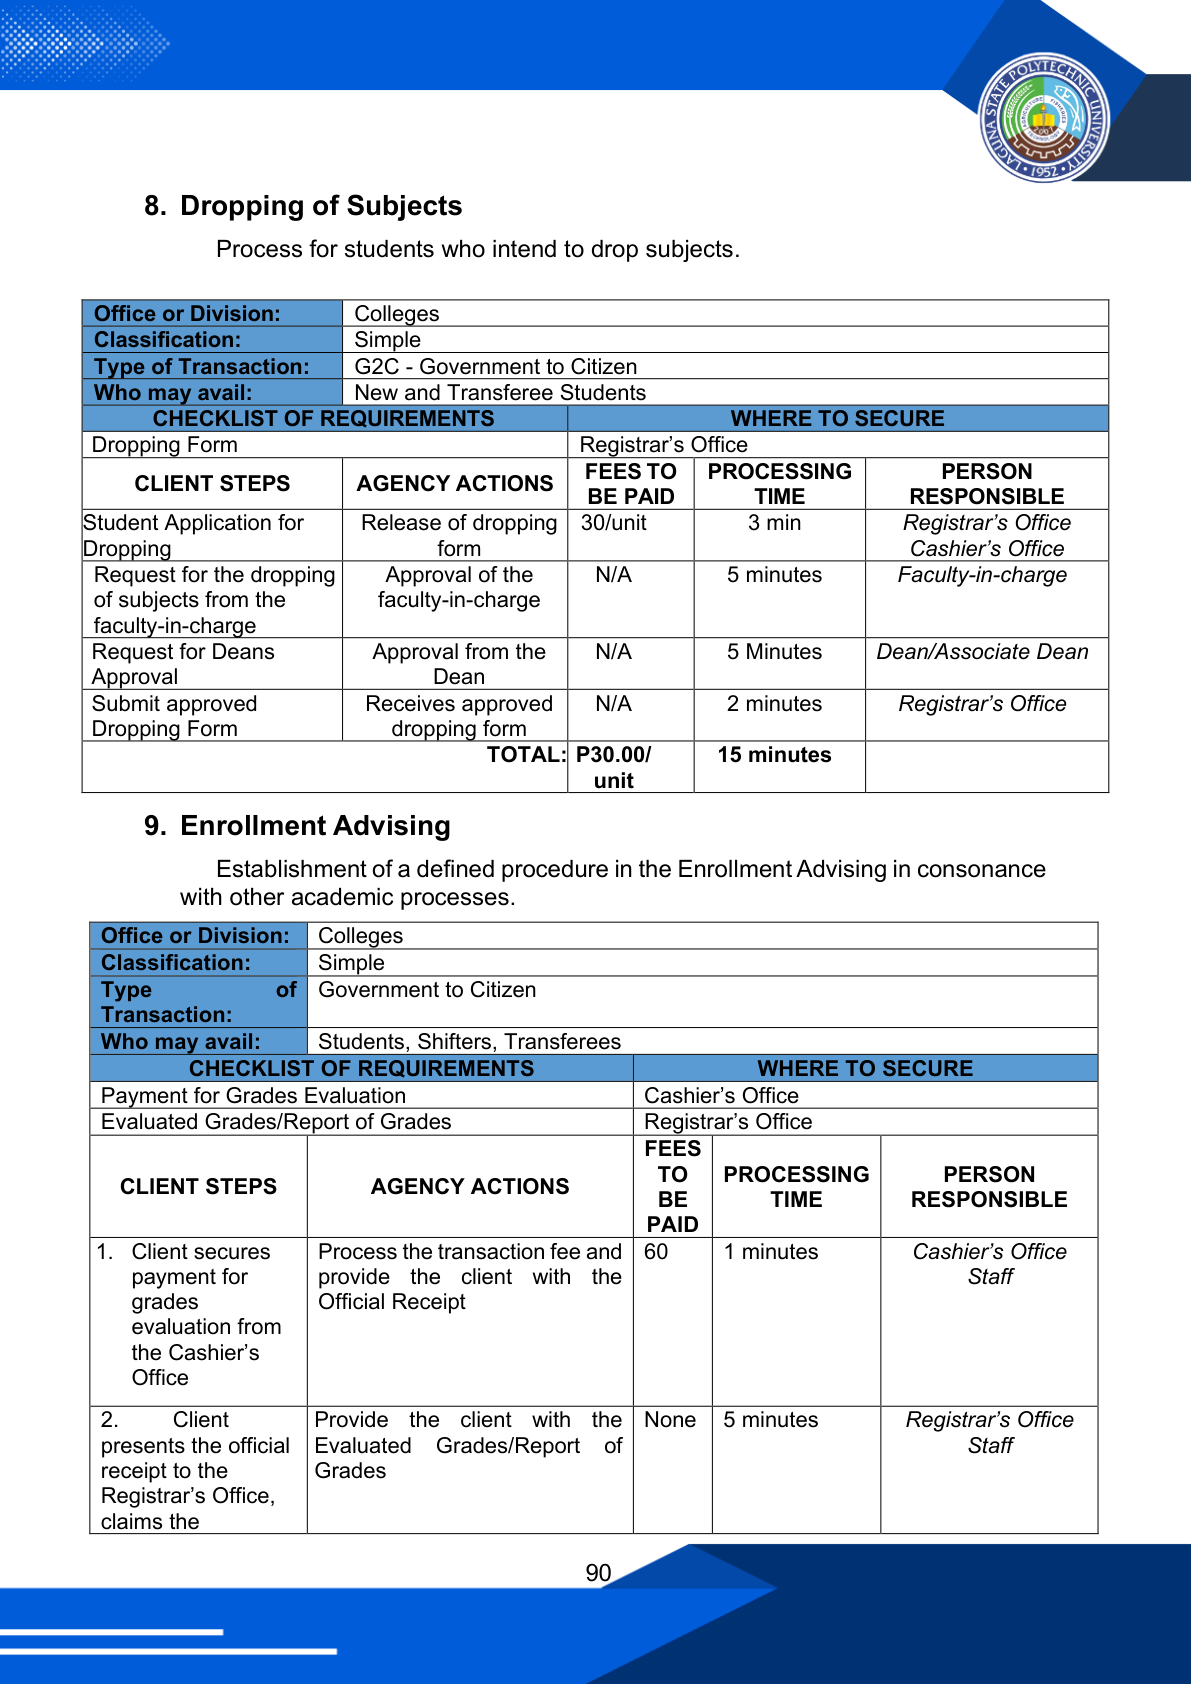 LAGUNA STATE POLYTECHNIC UNIVERSITY
1952
8. Dropping of Subjects
Process for students who intend to drop subjects.
Office or Division: Colleges
Classification: Simple
Type of Transaction: G2C - Government to Citizen
Who may avail: New and Transferee Students
CHECKLIST OF REQUIREMENTS WHERE TO SECURE
Dropping Form Registrar’s Office
CLIENT STEPS AGENCY ACTIONS FEES TO BE PAID PROCESSING TIME PERSON RESPONSIBLE
Student Application for Dropping Release of dropping form 30/unit 3 min Registrar’s Office Cashier’s Office
Request for the dropping of subjects from the faculty-in-charge Approval of the faculty-in-charge N/A 5 minutes Faculty-in-charge
Request for Deans Approval Approval from the Dean N/A 5 Minutes Dean/Associate Dean
Submit approved Dropping Form Receives approved dropping form N/A 2 minutes Registrar’s Office
TOTAL: P30.00/ unit 15 minutes
9. Enrollment Advising
Establishment of a defined procedure in the Enrollment Advising in consonance
with other academic processes.
Office or Division: Colleges
Classification: Simple
Type of Transaction: Government to Citizen
Who may avail: Students, Shifters, Transferees
CHECKLIST OF REQUIREMENTS WHERE TO SECURE
Payment for Grades Evaluation Cashier’s Office
Evaluated Grades/Report of Grades Registrar’s Office
CLIENT STEPS AGENCY ACTIONS FEES TO BE PAID PROCESSING TIME PERSON RESPONSIBLE
1. Client secures payment for grades evaluation from the Cashier’s Office Process the transaction fee and provide the client with the Official Receipt 60 1 minutes Cashier’s Office Staff
2. Client presents the official receipt to the Registrar’s Office, claims the Provide the client with the Evaluated Grades/Report of Grades None 5 minutes Registrar’s Office Staff
90